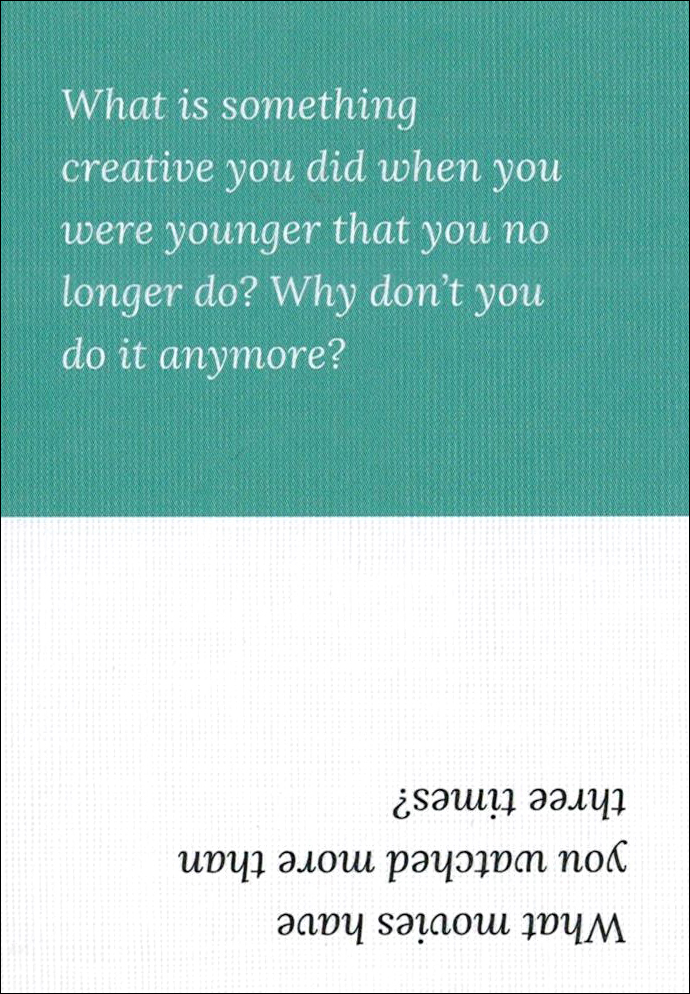 What is something
creative you did when you
were younger that you no
longer do? Why don't you
do it anymore?
What movies have
you watched more than
three times?